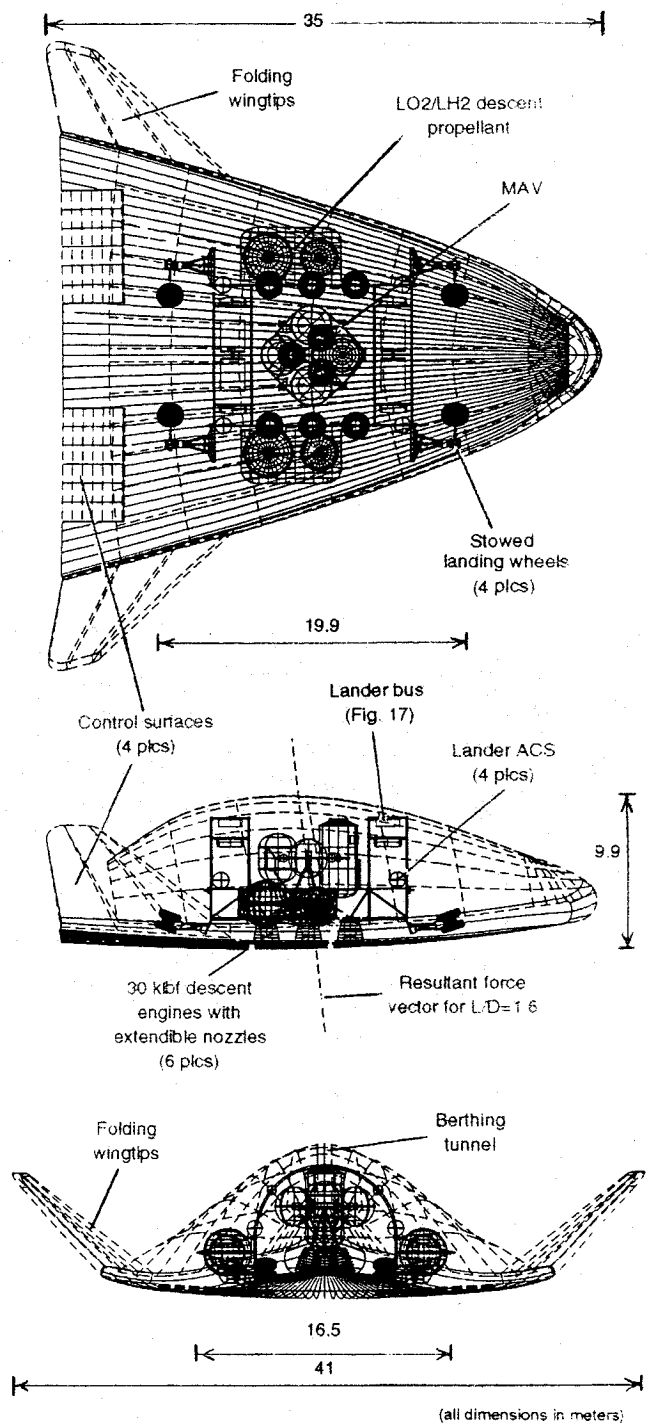 35
Folding
wingtips
LO2/LH2 descent
propellant
MAV
Stowed
landing wheels
(4 plcs)
19.9
Control surfaces
(4 plcs)
Lander bus
(Fig. 17)
Lander ACS
(4 plcs)
9.9
30 klbf descent
engines with
extendible nozzles
(6 plcs)
Resultant force
vector for L/D=1.6
Folding
wingtips
Berthing
tunnel
16.5
41
(all dimensions in meters)